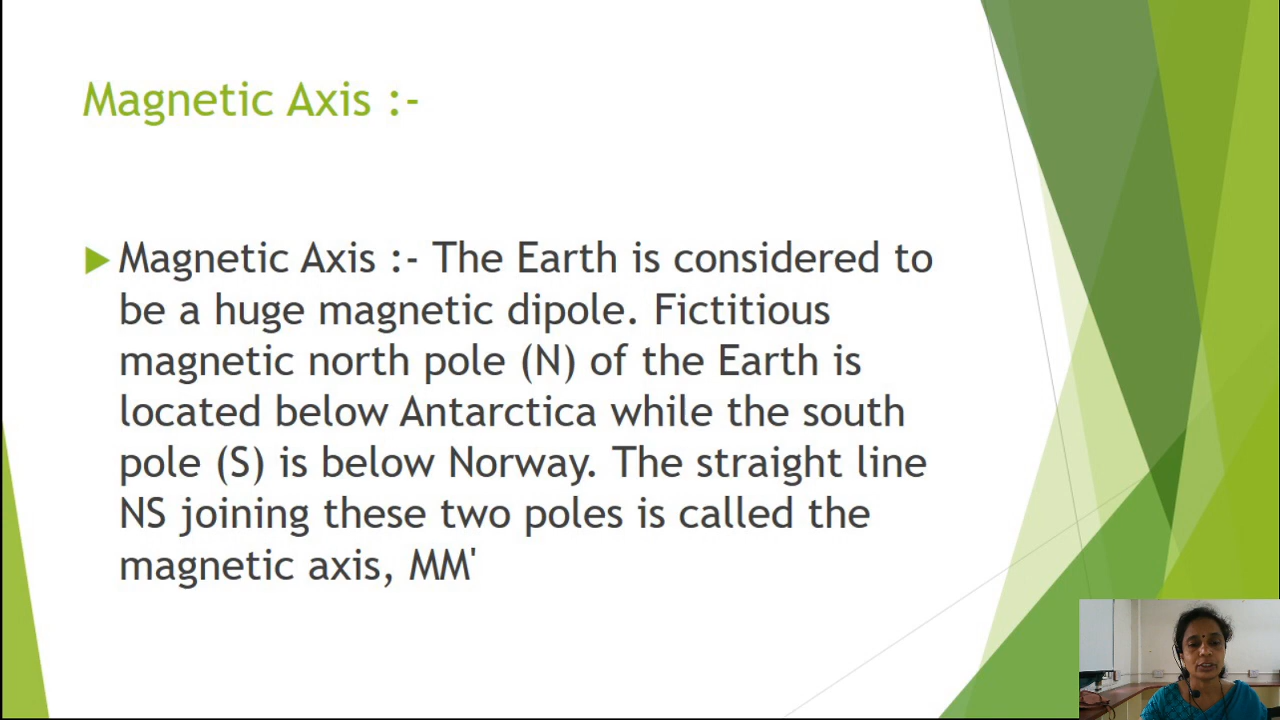 Magnetic Axis :-
Magnetic Axis :- The Earth is considered to
be a huge magnetic dipole. Fictitious
magnetic north pole (N) of the Earth is
located below Antarctica while the south
pole (S) is below Norway. The straight line
NS joining these two poles is called the
magnetic axis, MM'